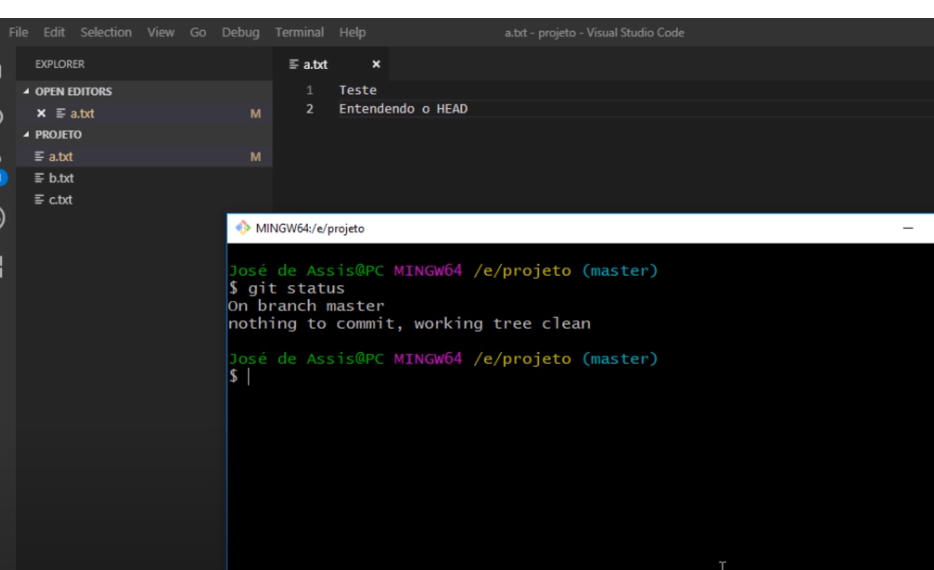 File Edit Selection View Go Debug Terminal Help a.txt - projeto - Visual Studio Code
EXPLORER
OPEN EDITORS
a.txt M
PROJETO
a.txt M
b.txt
c.txt
a.txt
1 Teste
2 Entendendo o HEAD
MINGW64:/e/projeto
José de Assis@PC MINGW64 /e/projeto (master)
$ git status
On branch master
nothing to commit, working tree clean
José de Assis@PC MINGW64 /e/projeto (master)
$